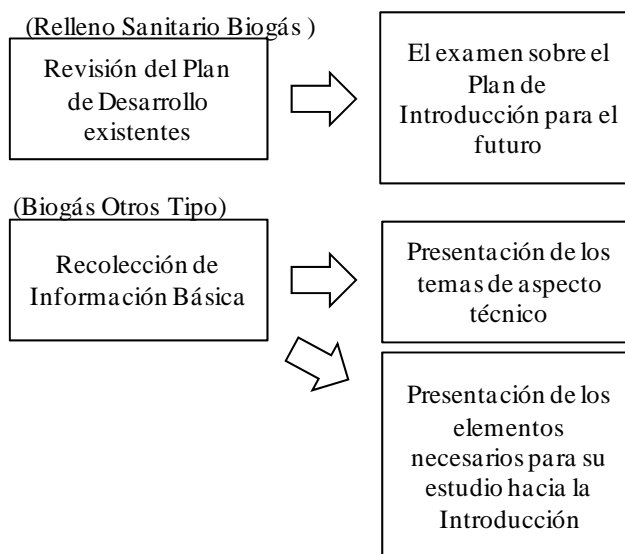 (Relleno Sanitario Biogás )
Revisión del Plan
de Desarrollo
existentes
El examen sobre el
Plan de
Introducción para el
futuro
(Biogás Otros Tipo)
Recolección de
Información Básica
Presentación de los
temas de aspecto
técnico
Presentación de los
elementos
necesarios para su
estudio hacia la
Introducción